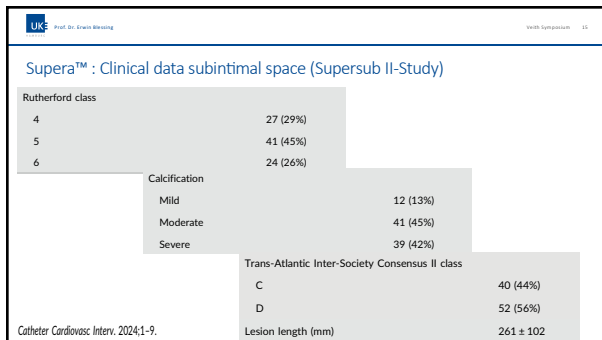 UKE Prof. Dr. Erwin Blessing Veith Symposium 15
Supera™ : Clinical data subintimal space (Supersub II-Study)
Rutherford class
4 27 (29%)
5 41 (45%)
6 24 (26%)
Calcification
Mild 12 (13%)
Moderate 41 (45%)
Severe 39 (42%)
Trans-Atlantic Inter-Society Consensus II class
C 40 (44%)
D 52 (56%)
Catheter Cardiovasc Interv. 2024;1–9. Lesion length (mm) 261 ± 102